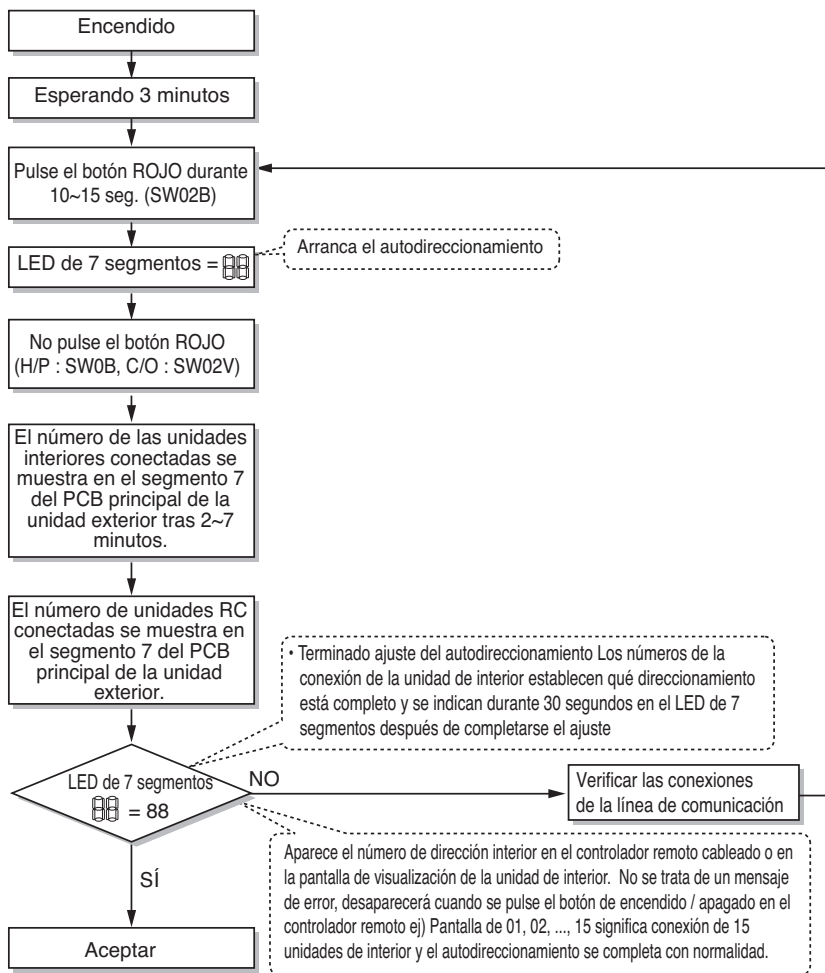 Encendido
Esperando 3 minutos
Pulse el botón ROJO durante
10~15 seg. (SW02B)
LED de 7 segmentos = 88
Arranca el autodireccionamiento
No pulse el botón ROJO
(H/P : SW0B, C/O : SW02V)
El número de las unidades
interiores conectadas se
muestra en el segmento 7
del PCB principal de la
unidad exterior tras 2~7
minutos.
El número de unidades RC
conectadas se muestra en
el segmento 7 del PCB
principal de la unidad
exterior.
• Terminado ajuste del autodireccionamiento Los números de la
conexión de la unidad de interior establecen qué direccionamiento
está completo y se indican durante 30 segundos en el LED de 7
segmentos después de completarse el ajuste
LED de 7 segmentos
88 = 88
NO
Verificar las conexiones
de la línea de comunicación
Aparece el número de dirección interior en el controlador remoto cableado o en
la pantalla de visualización de la unidad de interior. No se trata de un mensaje
de error, desaparecerá cuando se pulse el botón de encendido / apagado en el
controlador remoto ej) Pantalla de 01, 02, ..., 15 significa conexión de 15
unidades de interior y el autodireccionamiento se completa con normalidad.
SÍ
Aceptar